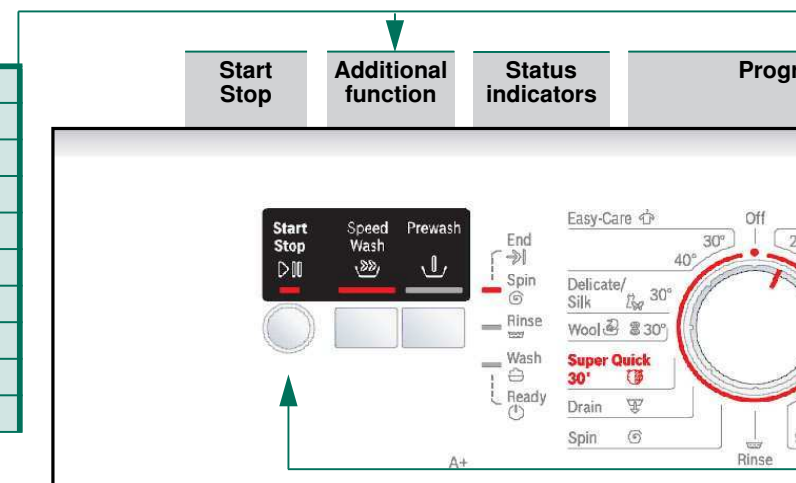 Start
Stop
Additional
function
Status
indicators
Progr
Start
Stop
Speed
Wash
Prewash
End
Spin
Rinse
Wash
Ready
A+
Easy-Care
30°
40°
Delicate/
Silk 30°
Wool 30°
Super Quick
30'
Drain
Spin
Off
2
Rinse